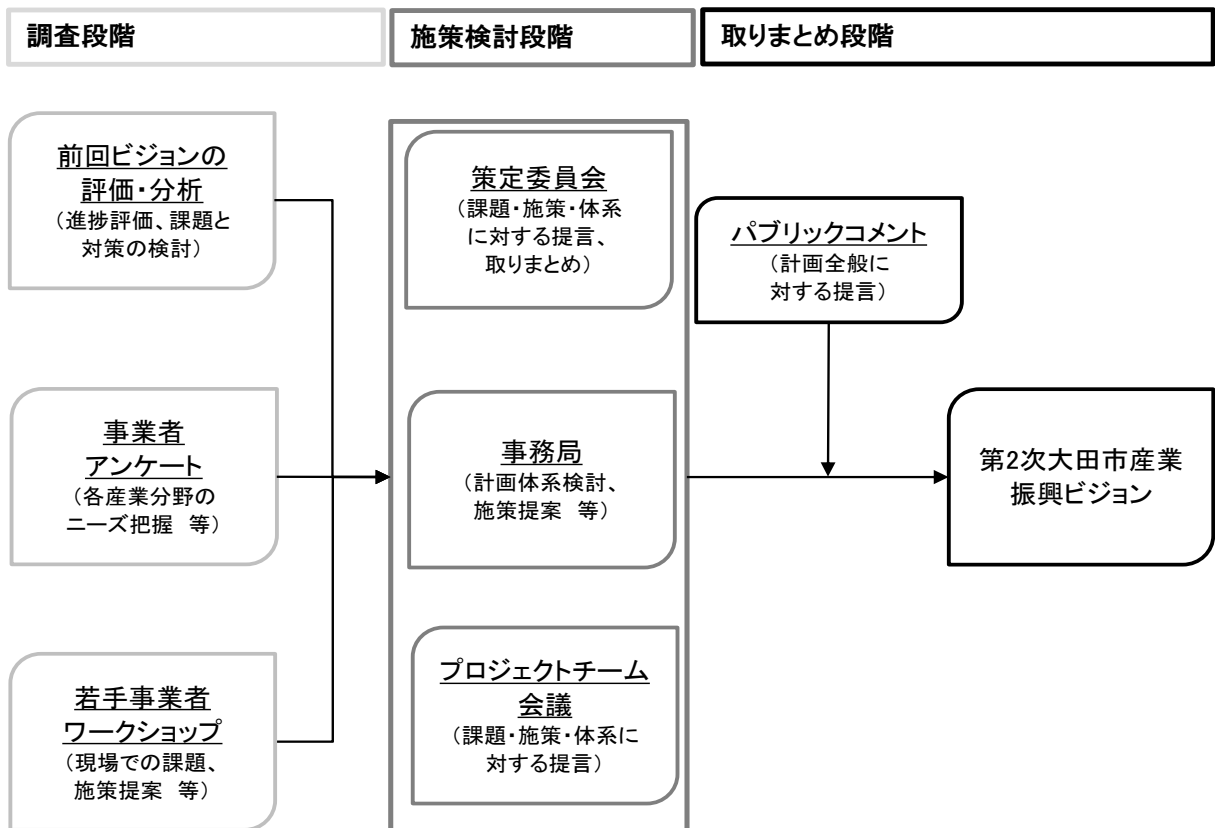 調査段階
施策検討段階
取りまとめ段階
前回ビジョンの
評価・分析
（進捗評価、課題と
対策の検討）
事業者
アンケート
（各産業分野の
ニーズ把握　等）
若手事業者
ワークショップ
（現場での課題、
施策提案　等）
策定委員会
（課題・施策・体系
に対する提言、
取りまとめ）
事務局
（計画体系検討、
施策提案　等）
プロジェクトチーム
会議
（課題・施策・体系に
対する提言）
パブリックコメント
（計画全般に
対する提言）
第2次大田市産業
振興ビジョン